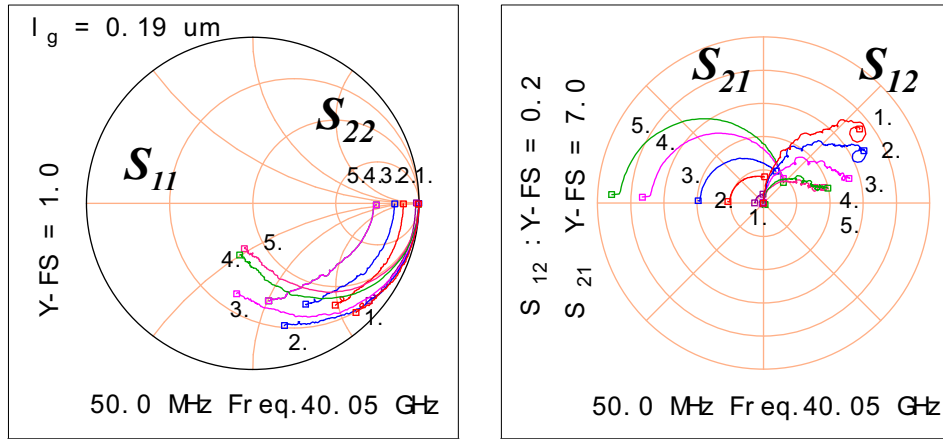 l g = 0.19 um
S22
S11
5.4.3.2.1.
5.
4.
3.
2.
1.
Y-FS = 1.0
50.0 MHz Freq.40.05 GHz
S21
S12
5.
4.
3.
2.
1.
1.
2.
3.
4.
5.
S 12 : Y-FS = 0.2
S 21 Y-FS = 7.0
50.0 MHz Freq.40.05 GHz